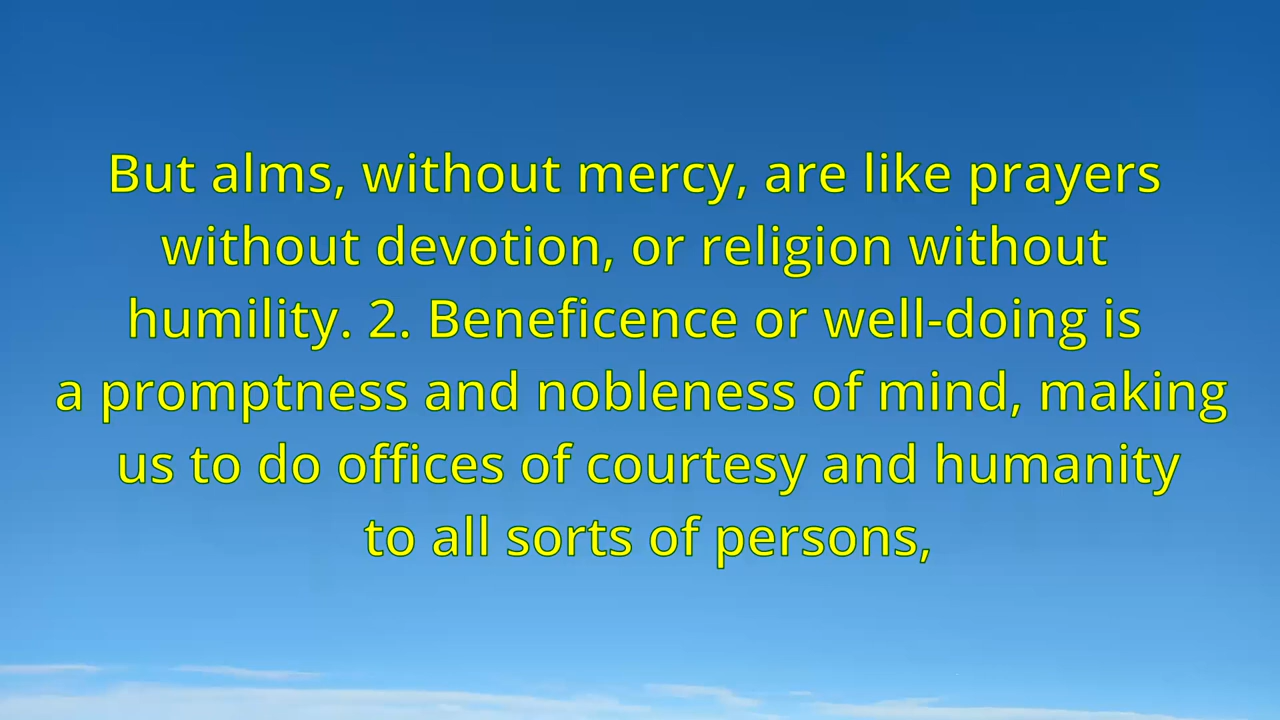 But alms, without mercy, are like prayers
without devotion, or religion without
humility. 2. Beneficence or well-doing is
a promptness and nobleness of mind, making
us to do offices of courtesy and humanity
to all sorts of persons,